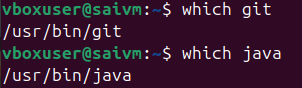 vboxuser@saivm:~$ which git
/usr/bin/git
vboxuser@saivm:~$ which java
/usr/bin/java